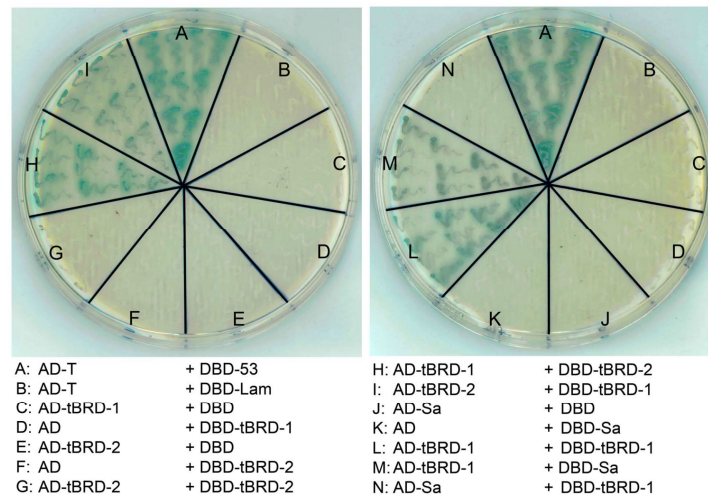 A
B
C
D
E
F
G
H
I
A
B
C
D
J
K
L
M
N
A: AD-T + DBD-53
B: AD-T + DBD-Lam
C: AD-tBRD-1 + DBD
D: AD + DBD-tBRD-1
E: AD-tBRD-2 + DBD
F: AD + DBD-tBRD-2
G: AD-tBRD-2 + DBD-tBRD-2
H: AD-tBRD-1 + DBD-tBRD-2
I: AD-tBRD-2 + DBD-tBRD-1
J: AD-Sa + DBD
K: AD + DBD-Sa
L: AD-tBRD-1 + DBD-tBRD-1
M: AD-tBRD-1 + DBD-Sa
N: AD-Sa + DBD-tBRD-1